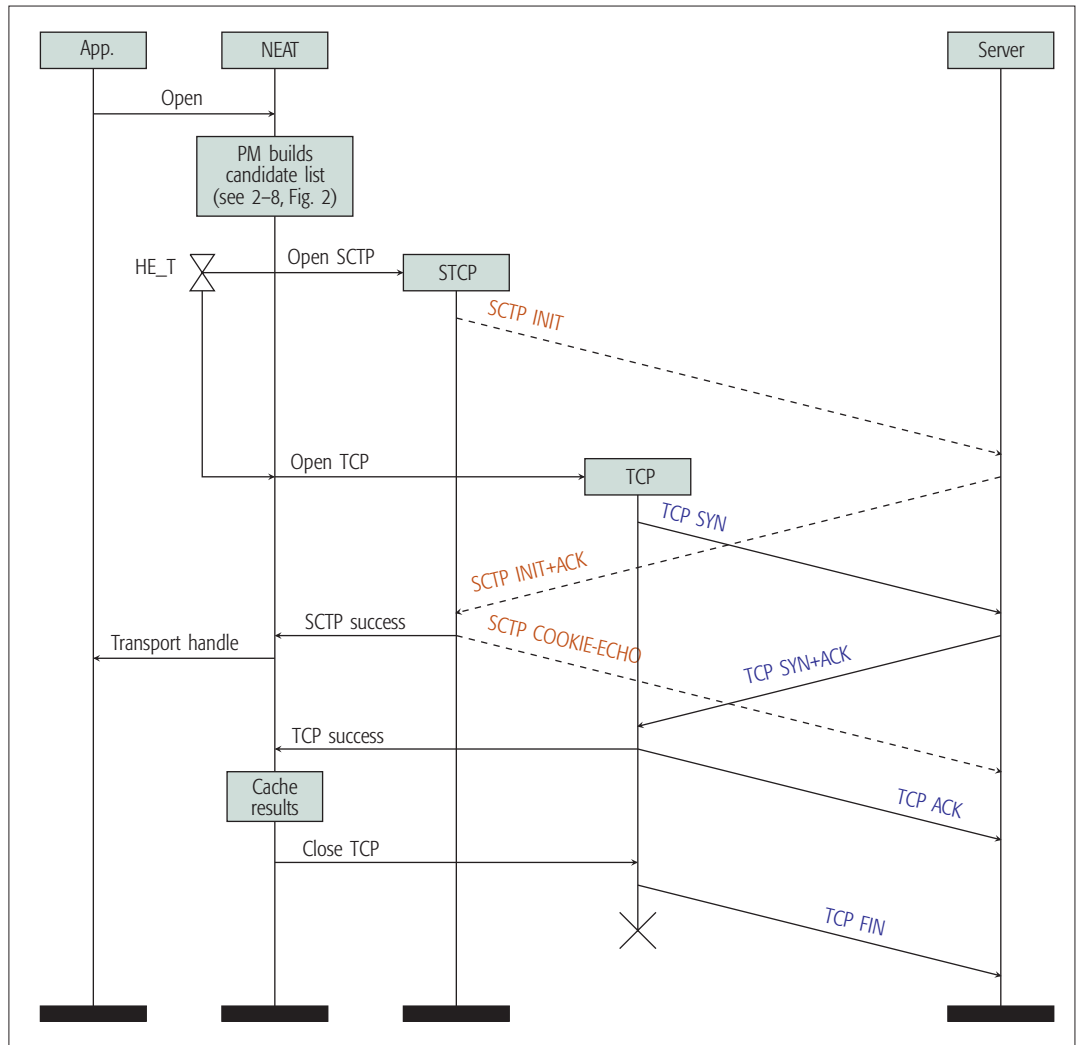 App.
NEAT
Server
Open
PM builds
candidate list
(see 2–8, Fig. 2)
HE_T
Open SCTP
STCP
SCTP INIT
Open TCP
TCP
TCP SYN
SCTP INIT+ACK
SCTP success
SCTP COOKIE-ECHO
Transport handle
TCP SYN+ACK
TCP success
Cache
results
TCP ACK
Close TCP
TCP FIN